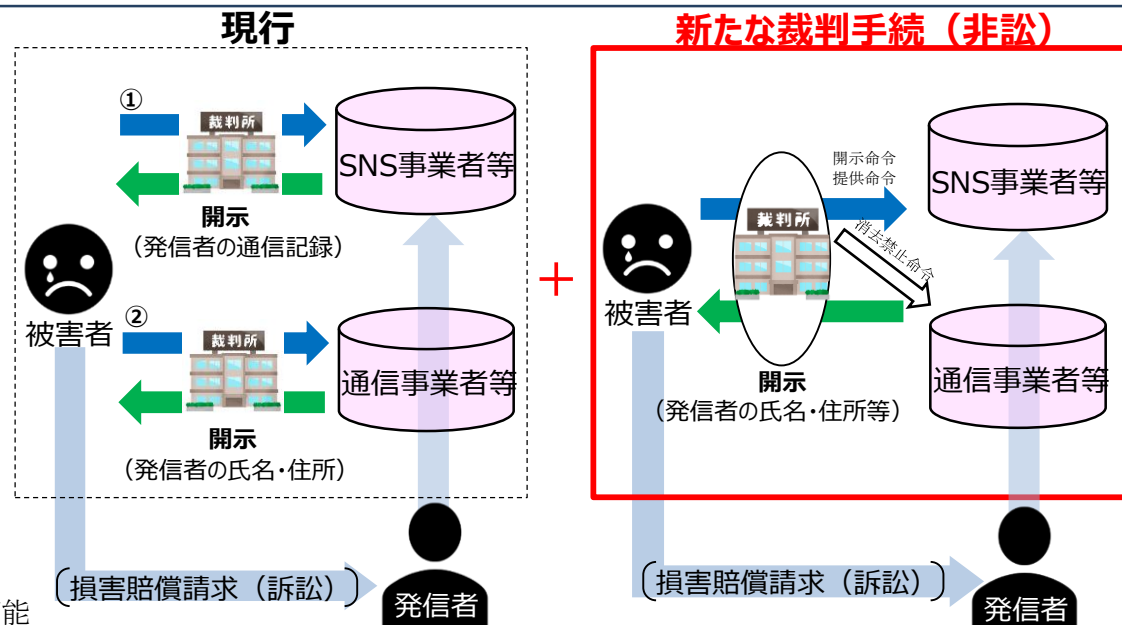 現行
①
裁判所
SNS事業者等
開示
（発信者の通信記録）
被害者
②
裁判所
通信事業者等
開示
（発信者の氏名・住所）
損害賠償請求（訴訟）
発信者
能
＋
新たな裁判手続（非訟）
開示命令
提供命令
SNS事業者等
裁判所
消去禁止命令
被害者
通信事業者等
開示
（発信者の氏名・住所等）
損害賠償請求（訴訟）
発信者